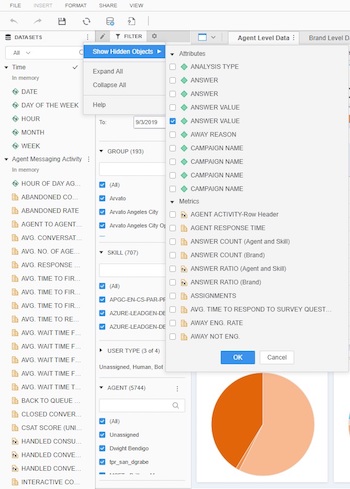 FILE INSERT FORMAT SHARE VIEW
DATASETS
All
Time
In memory
DATE
DAY OF THE WEEK
HOUR
MONTH
WEEK
Agent Messaging Activity
In memory
HOUR OF DAY AG...
ABANDONED CO...
ABANDONED RATE
AGENT TO AGENT...
AVG. CONVERSAT...
AVG. NO. OF AGE...
AVG. RESPONSE ...
AVG. TIME TO FIR...
AVG. TIME TO FIR...
AVG. TIME TO FIR...
AVG. TIME TO RE...
AVG. WAIT TIME F...
AVG. WAIT TIME F...
AVG. WAIT TIME F...
AVG. WAIT TIME F...
AVG. WAIT TIME F...
BACK TO QUEUE ...
CLOSED CONVER...
CSAT SCORE (UNI...
HANDLED CONSU...
HANDLED CONVE...
HANDLED CONVE...
INTERACTIVE CO...
FILTER
Show Hidden Objects
Expand All
Collapse All
Help
To: 9/3/2019
GROUP (193)
(All)
Arvato
Arvato Angeles City
Arvato Angeles City Op
SKILL (707)
(All)
APGC-EN-CS-PAR-PF
AZURE-LEADGEN-DE
AZURE-LEADGEN-DE
USER TYPE (3 of 4)
Unassigned, Human, Bot
AGENT (5744)
(All)
Unassigned
Dwight Bendigo
!pr_san_dgrabe
Agent Level Data
Brand Level D
Attributes
ANALYSIS TYPE
ANSWER
ANSWER
ANSWER VALUE
ANSWER VALUE
AWAY REASON
CAMPAIGN NAME
CAMPAIGN NAME
CAMPAIGN NAME
CAMPAIGN NAME
Metrics
AGENT ACTIVITY-Row Header
AGENT RESPONSE TIME
ANSWER COUNT (Agent and Skill)
ANSWER COUNT (Brand)
ANSWER RATIO (Agent and Skill)
ANSWER RATIO (Brand)
ASSIGNMENTS
AVG. TIME TO RESPOND TO SURVEY QUEST...
AWAY ENG. RATE
AWAY NOT ENG.
OK Cancel